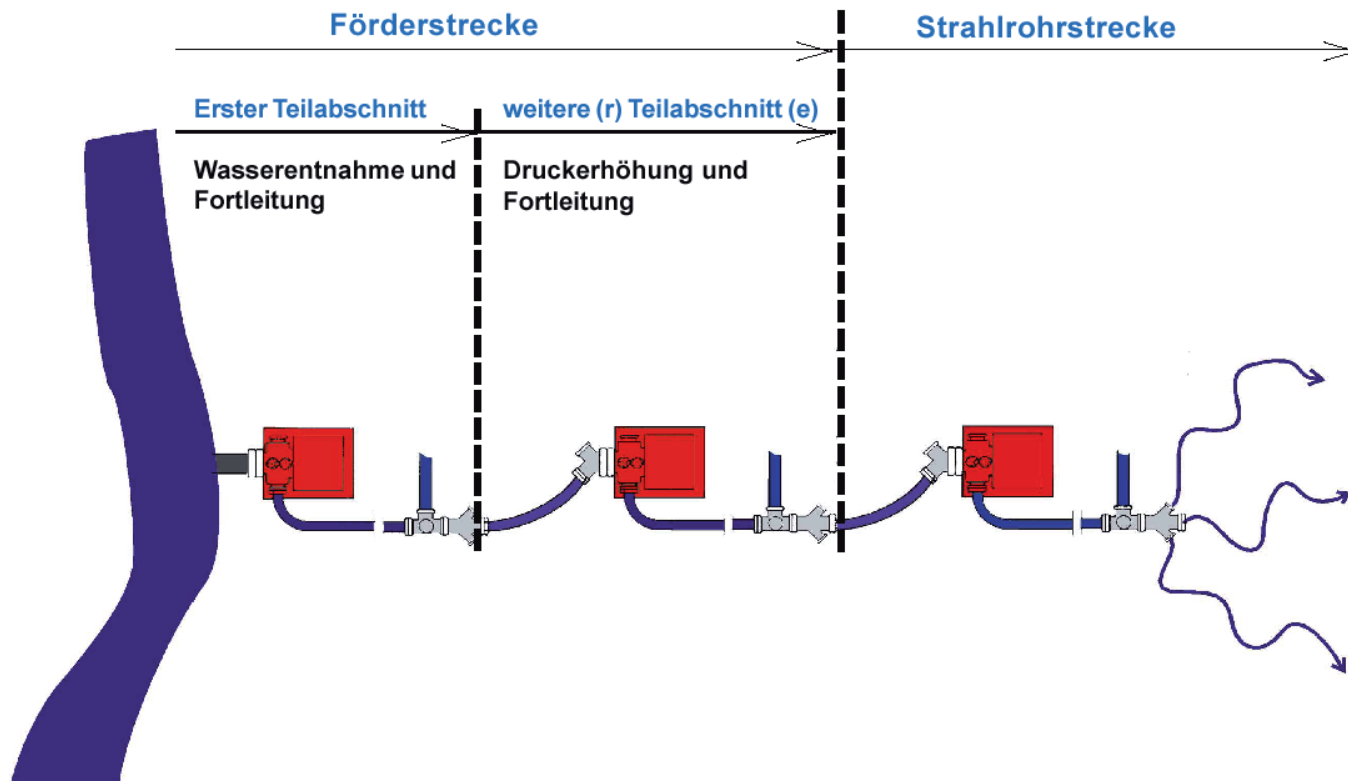 Förderstrecke
Strahlrohrstrecke
Erster Teilabschnitt
weitere (r) Teilabschnitt (e)
Wasserentnahme und
Fortleitung
Druckerhöhung und
Fortleitung